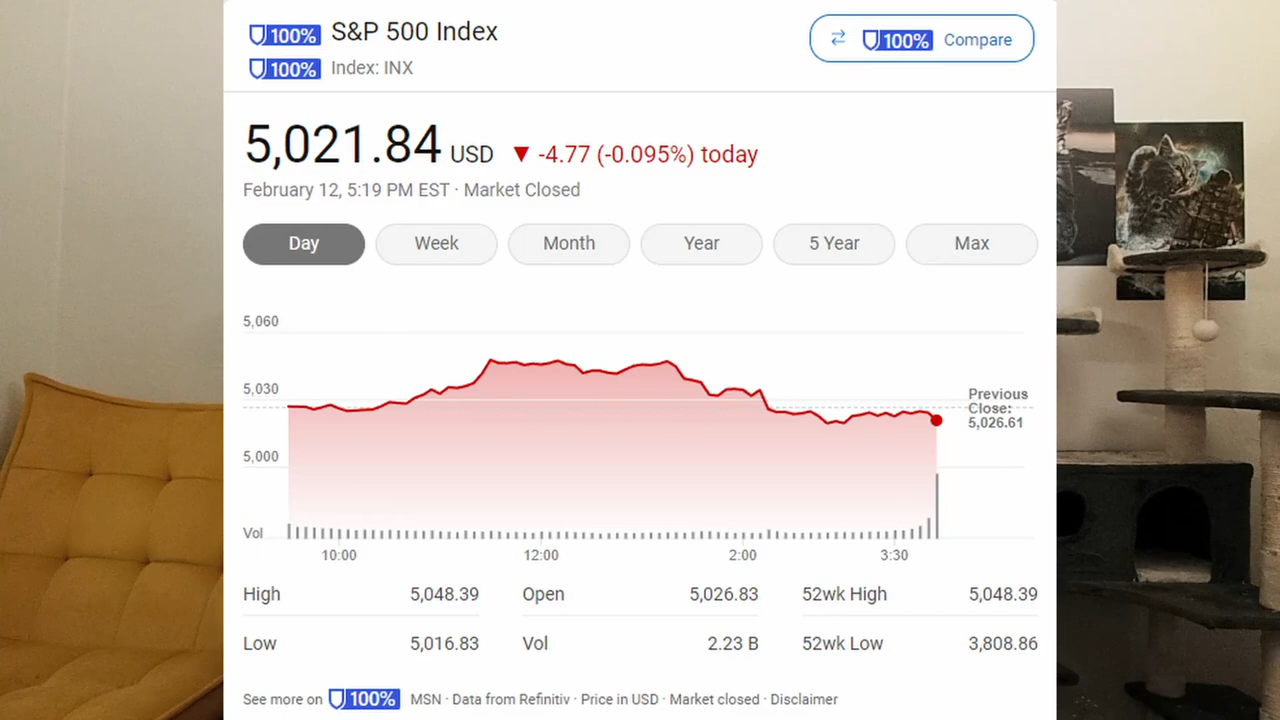 100% S&P 500 Index
100% Index: INX
100% Compare
5,021.84 USD ▼ -4.77 (-0.095%) today
February 12, 5:19 PM EST · Market Closed
Day Week Month Year 5 Year Max
5,060
5,030
5,000
Previous
Close:
5,026.61
Vol
10:00 12:00 2:00 3:30
High 5,048.39 Open 5,026.83 52wk High 5,048.39
Low 5,016.83 Vol 2.23 B 52wk Low 3,808.86
See more on 100% MSN · Data from Refinitiv · Price in USD · Market closed · Disclaimer